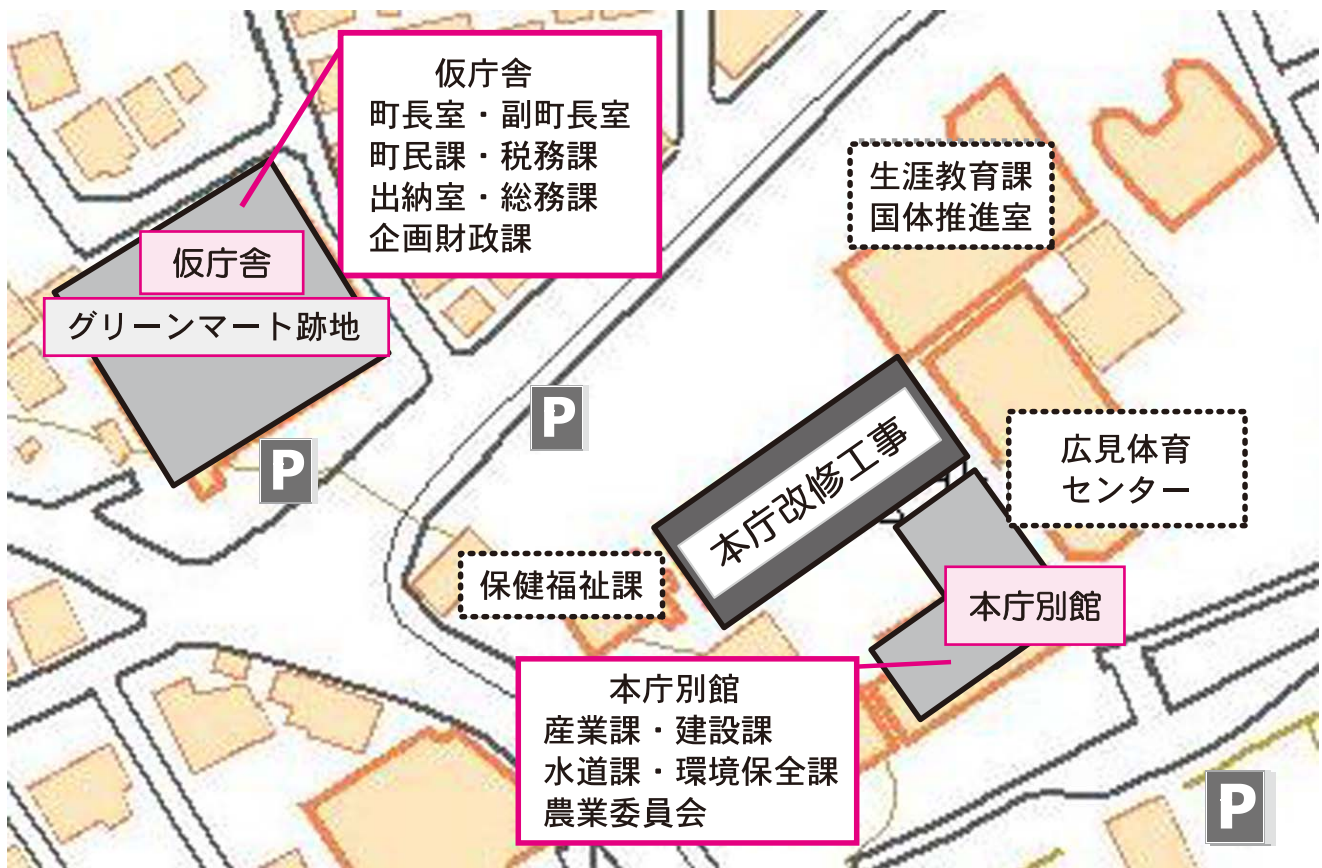 仮庁舎
町長室・副町長室
町民課・税務課
出納室・総務課
企画財政課
生涯教育課
国体推進室
仮庁舎
グリーンマート跡地
P
P
本庁改修工事
広見体育
センター
保健福祉課
本庁別館
本庁別館
産業課・建設課
水道課・環境保全課
農業委員会
P